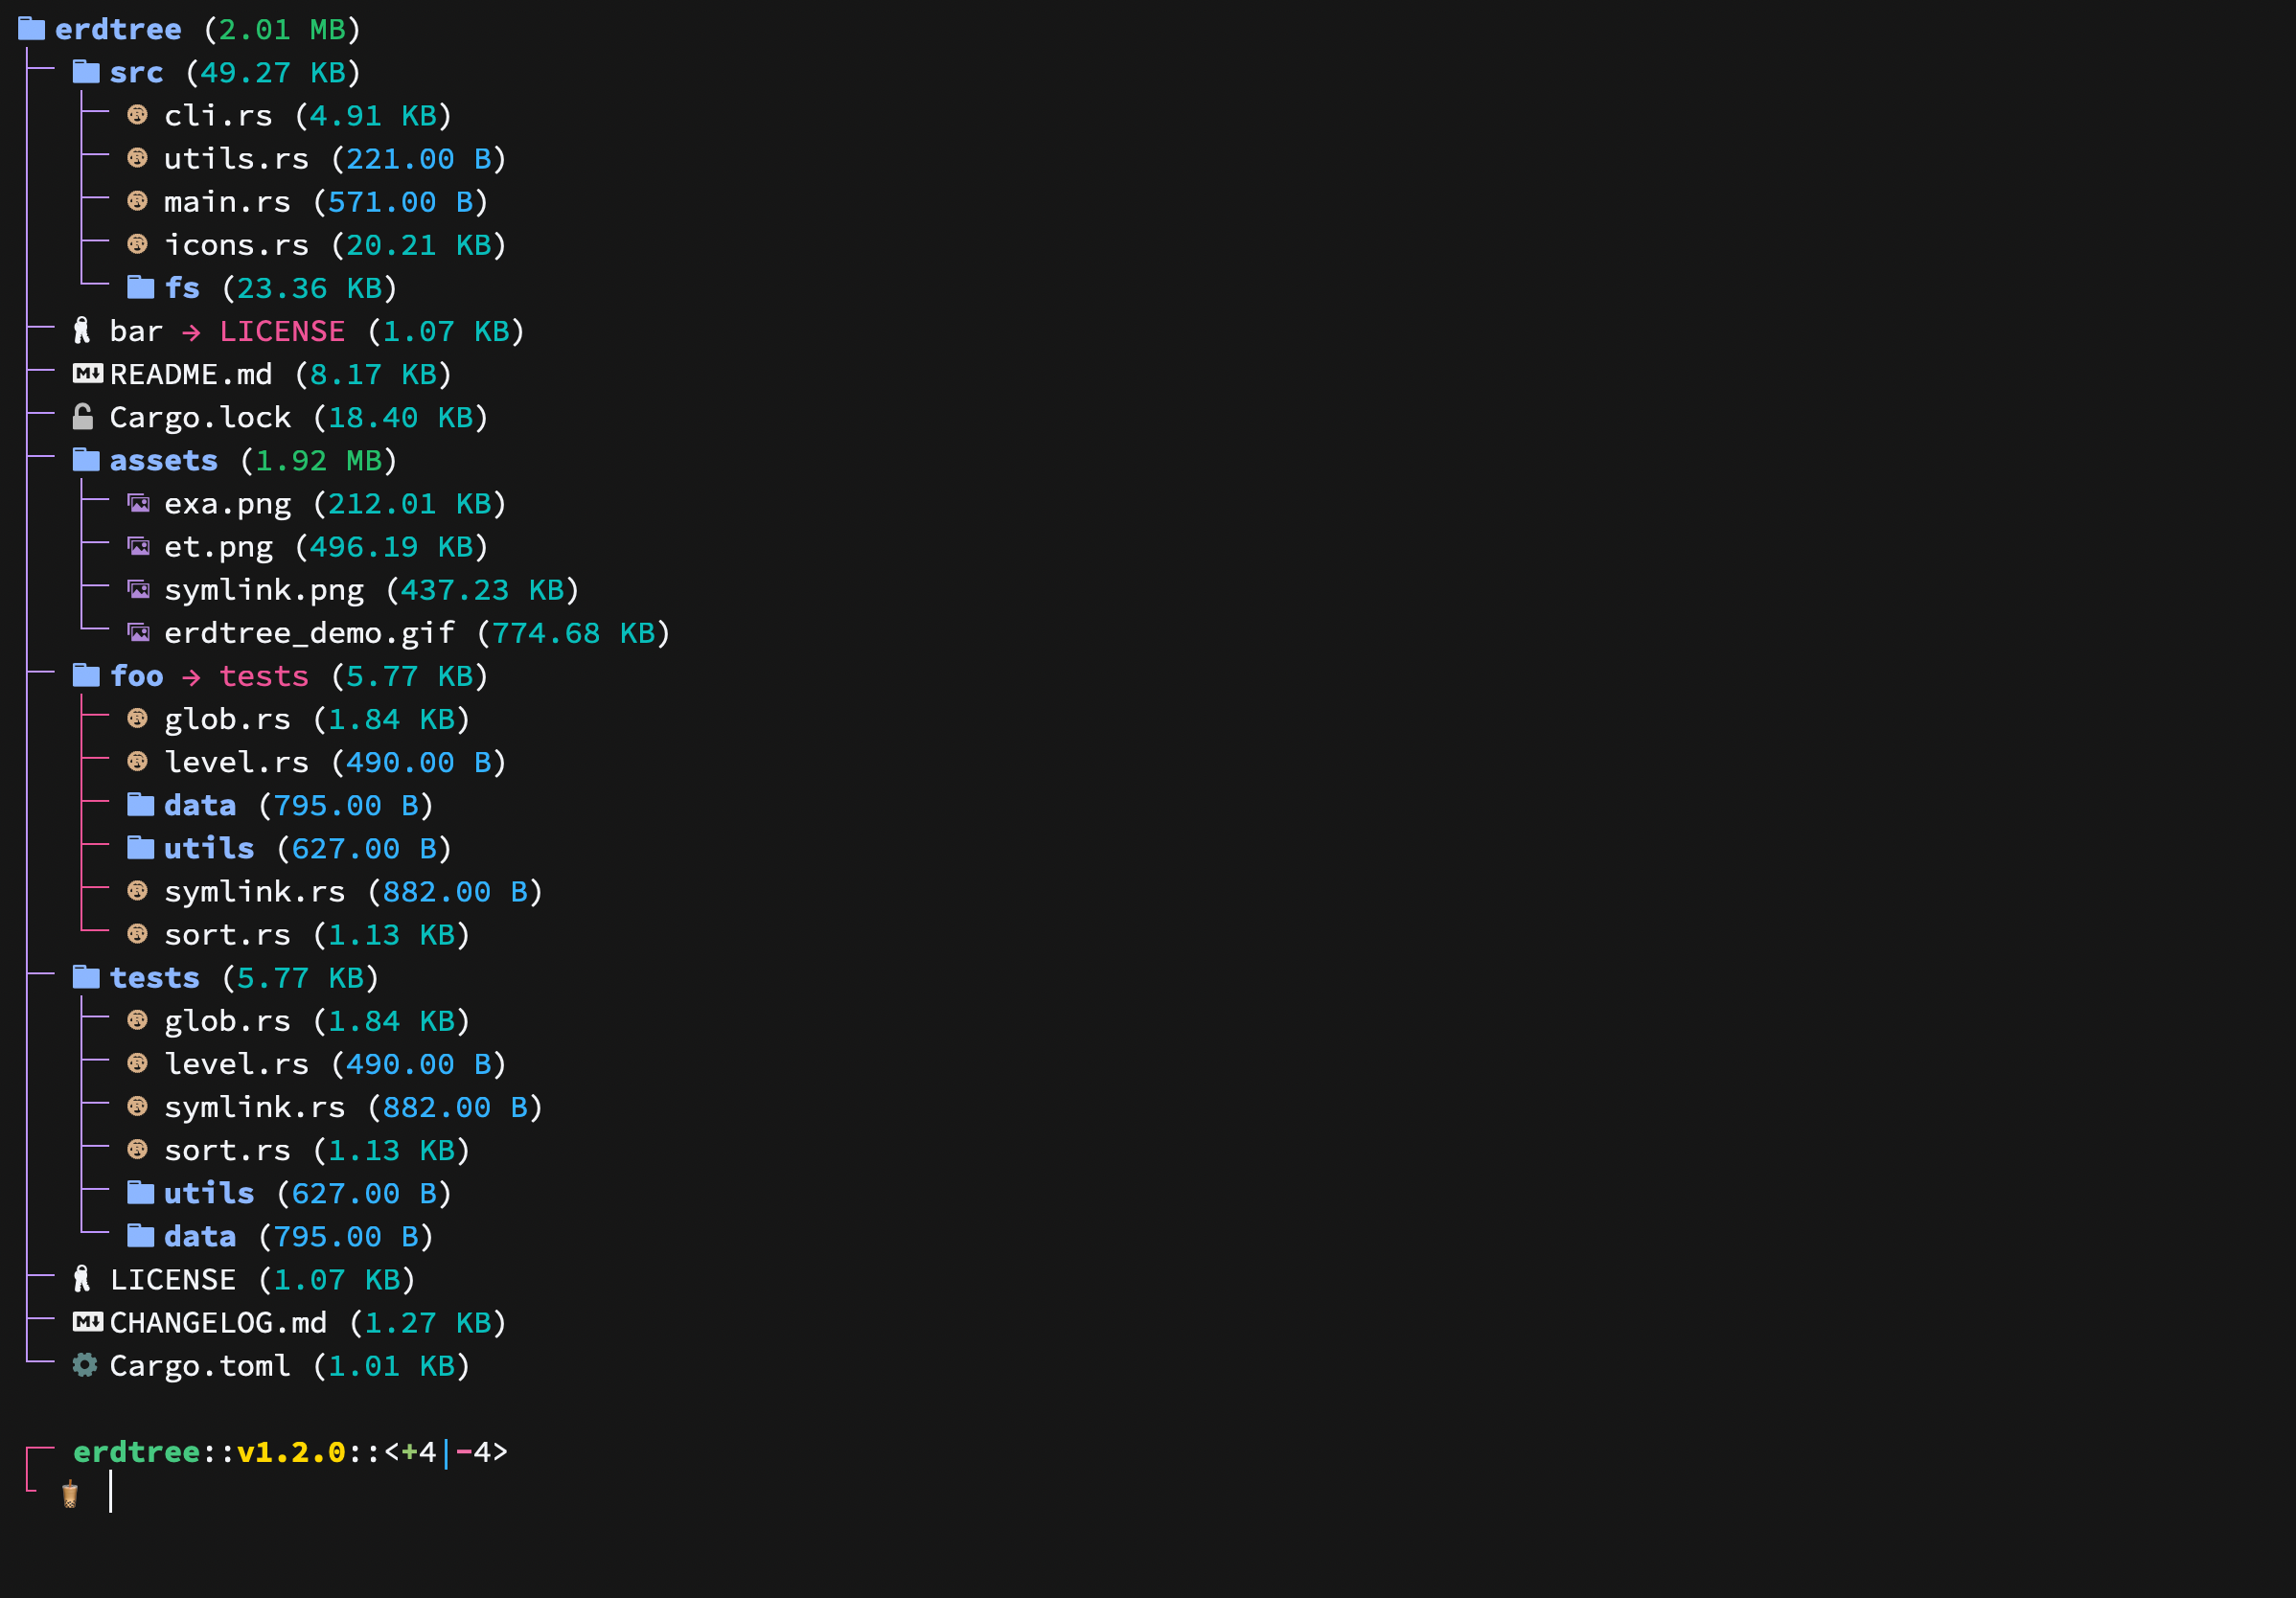 erdtree (2.01 MB)
├─ src (49.27 KB)
│  ├─ cli.rs (4.91 KB)
│  ├─ utils.rs (221.00 B)
│  ├─ main.rs (571.00 B)
│  ├─ icons.rs (20.21 KB)
│  └─ fs (23.36 KB)
├─ bar → LICENSE (1.07 KB)
├─ README.md (8.17 KB)
├─ Cargo.lock (18.40 KB)
├─ assets (1.92 MB)
│  ├─ exa.png (212.01 KB)
│  ├─ et.png (496.19 KB)
│  ├─ symlink.png (437.23 KB)
│  └─ erdtree_demo.gif (774.68 KB)
├─ foo → tests (5.77 KB)
│  ├─ glob.rs (1.84 KB)
│  ├─ level.rs (490.00 B)
│  ├─ data (795.00 B)
│  ├─ utils (627.00 B)
│  ├─ symlink.rs (882.00 B)
│  └─ sort.rs (1.13 KB)
├─ tests (5.77 KB)
│  ├─ glob.rs (1.84 KB)
│  ├─ level.rs (490.00 B)
│  ├─ symlink.rs (882.00 B)
│  ├─ sort.rs (1.13 KB)
│  ├─ utils (627.00 B)
│  └─ data (795.00 B)
├─ LICENSE (1.07 KB)
├─ CHANGELOG.md (1.27 KB)
└─ Cargo.toml (1.01 KB)
┌─ erdtree::v1.2.0::<+4|-4>
└ 🧋